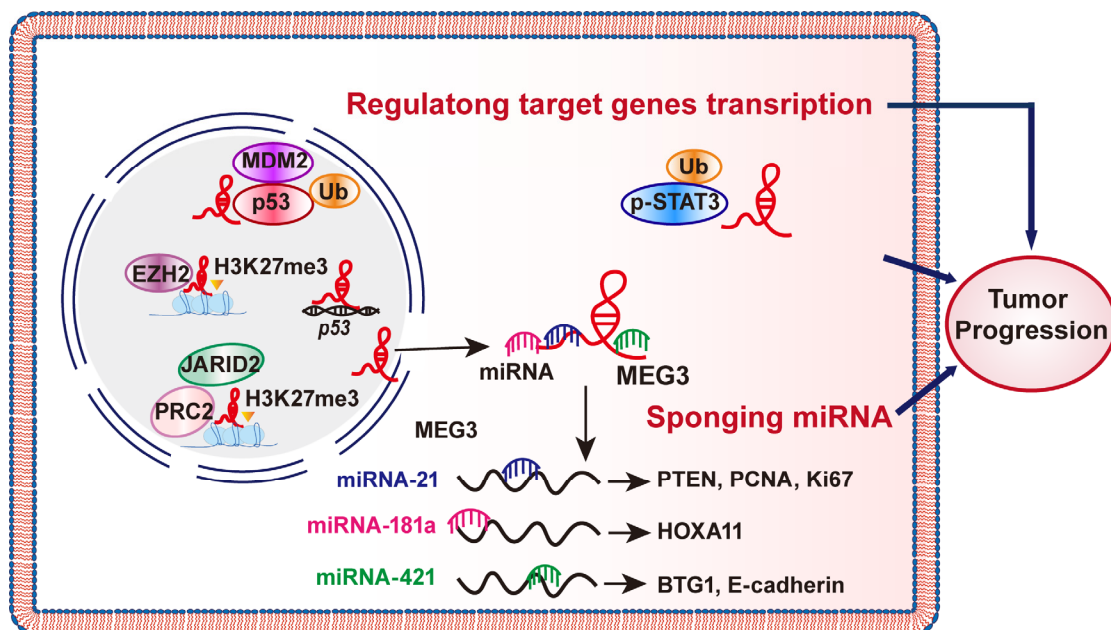 Regulatong target genes transription
MDM2
p53
Ub
Ub
p-STAT3
EZH2
H3K27me3
p53
JARID2
PRC2
H3K27me3
miRNA
MEG3
Tumor
Progression
Sponging miRNA
MEG3
miRNA-21
PTEN, PCNA, Ki67
miRNA-181a
HOXA11
miRNA-421
BTG1, E-cadherin